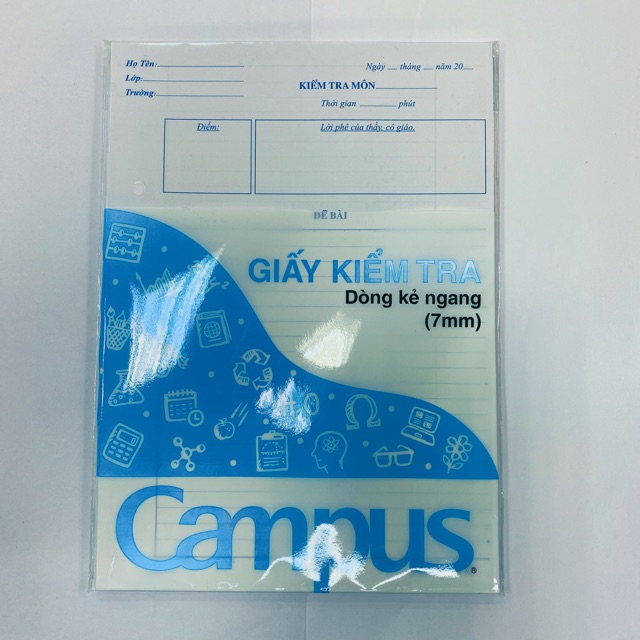 Họ Tên:
Ngày tháng năm 20
Lớp:
KIỂM TRA MÔN
Trường:
Thời gian phút
Điểm:
Lời phê của thầy, cô giáo.
ĐỀ BÀI
GIẤY KIỂM TRA
Dòng kẻ ngang
(7mm)
Campus®